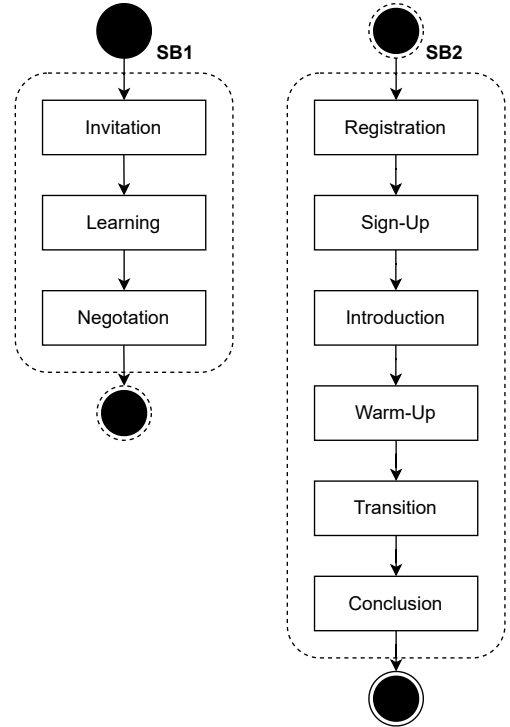 SB1
Invitation
Learning
Negotation
SB2
Registration
Sign-Up
Introduction
Warm-Up
Transition
Conclusion